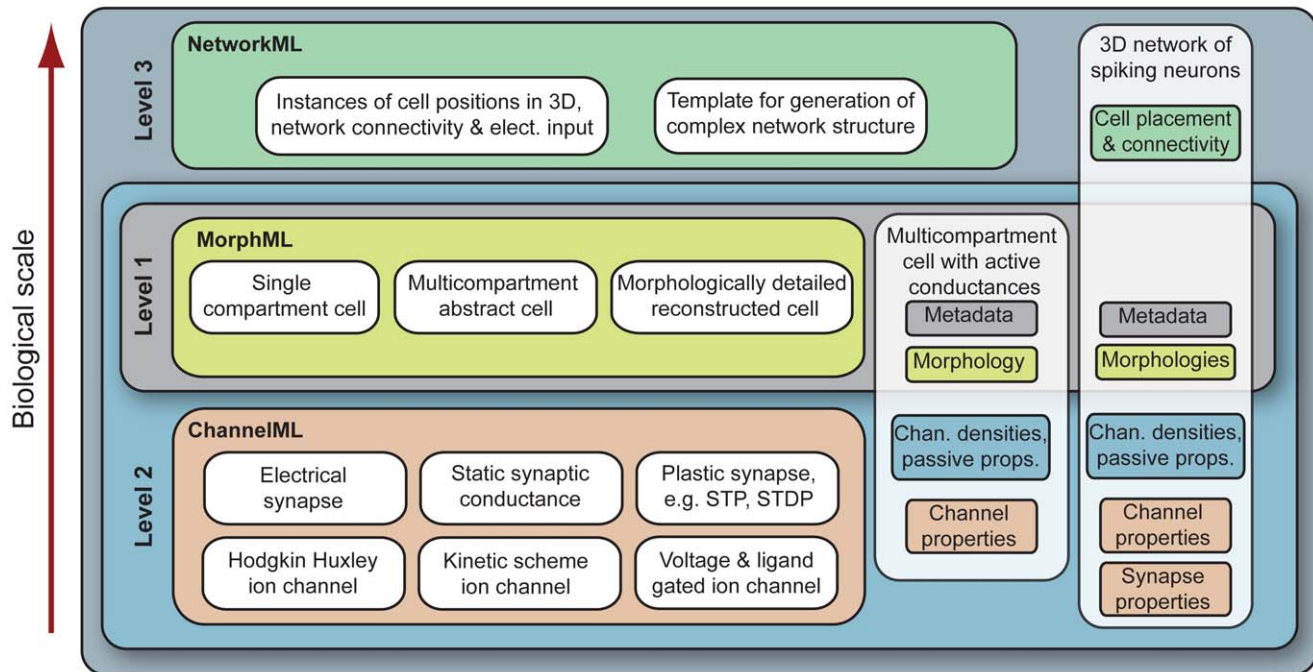 Biological scale
Level 3
NetworkML
Instances of cell positions in 3D,
network connectivity & elect. input
Template for generation of
complex network structure
3D network of
spiking neurons
Cell placement
& connectivity
Level 1
MorphML
Single
compartment cell
Multicompartment
abstract cell
Morphologically detailed
reconstructed cell
Multicompartment
cell with active
conductances
Metadata
Morphology
Metadata
Morphologies
Level 2
ChannelML
Electrical
synapse
Static synaptic
conductance
Plastic synapse,
e.g. STP, STDP
Hodgkin Huxley
ion channel
Kinetic scheme
ion channel
Voltage & ligand
gated ion channel
Chan. densities,
passive props.
Channel
properties
Chan. densities,
passive props.
Channel
properties
Synapse
properties